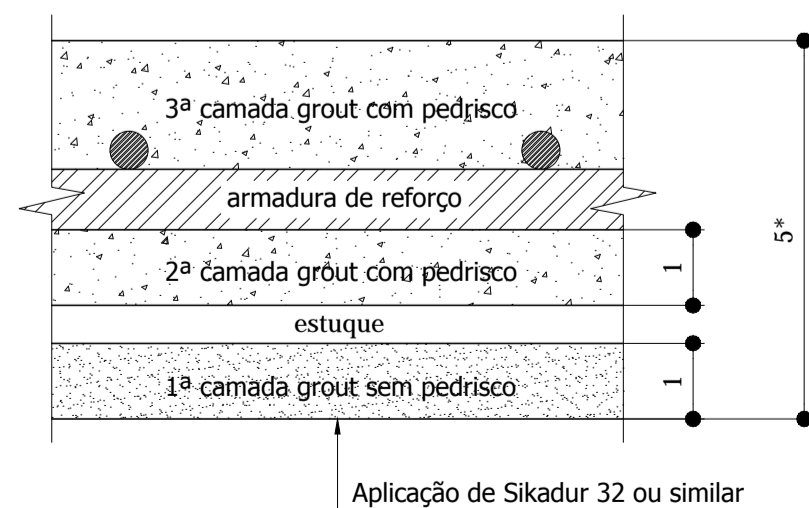 3ª camada grout com pedrisco
armadura de reforço
5*
2ª camada grout com pedrisco
1
estuque
1ª camada grout sem pedrisco
1
Aplicação de Sikadur 32 ou similar